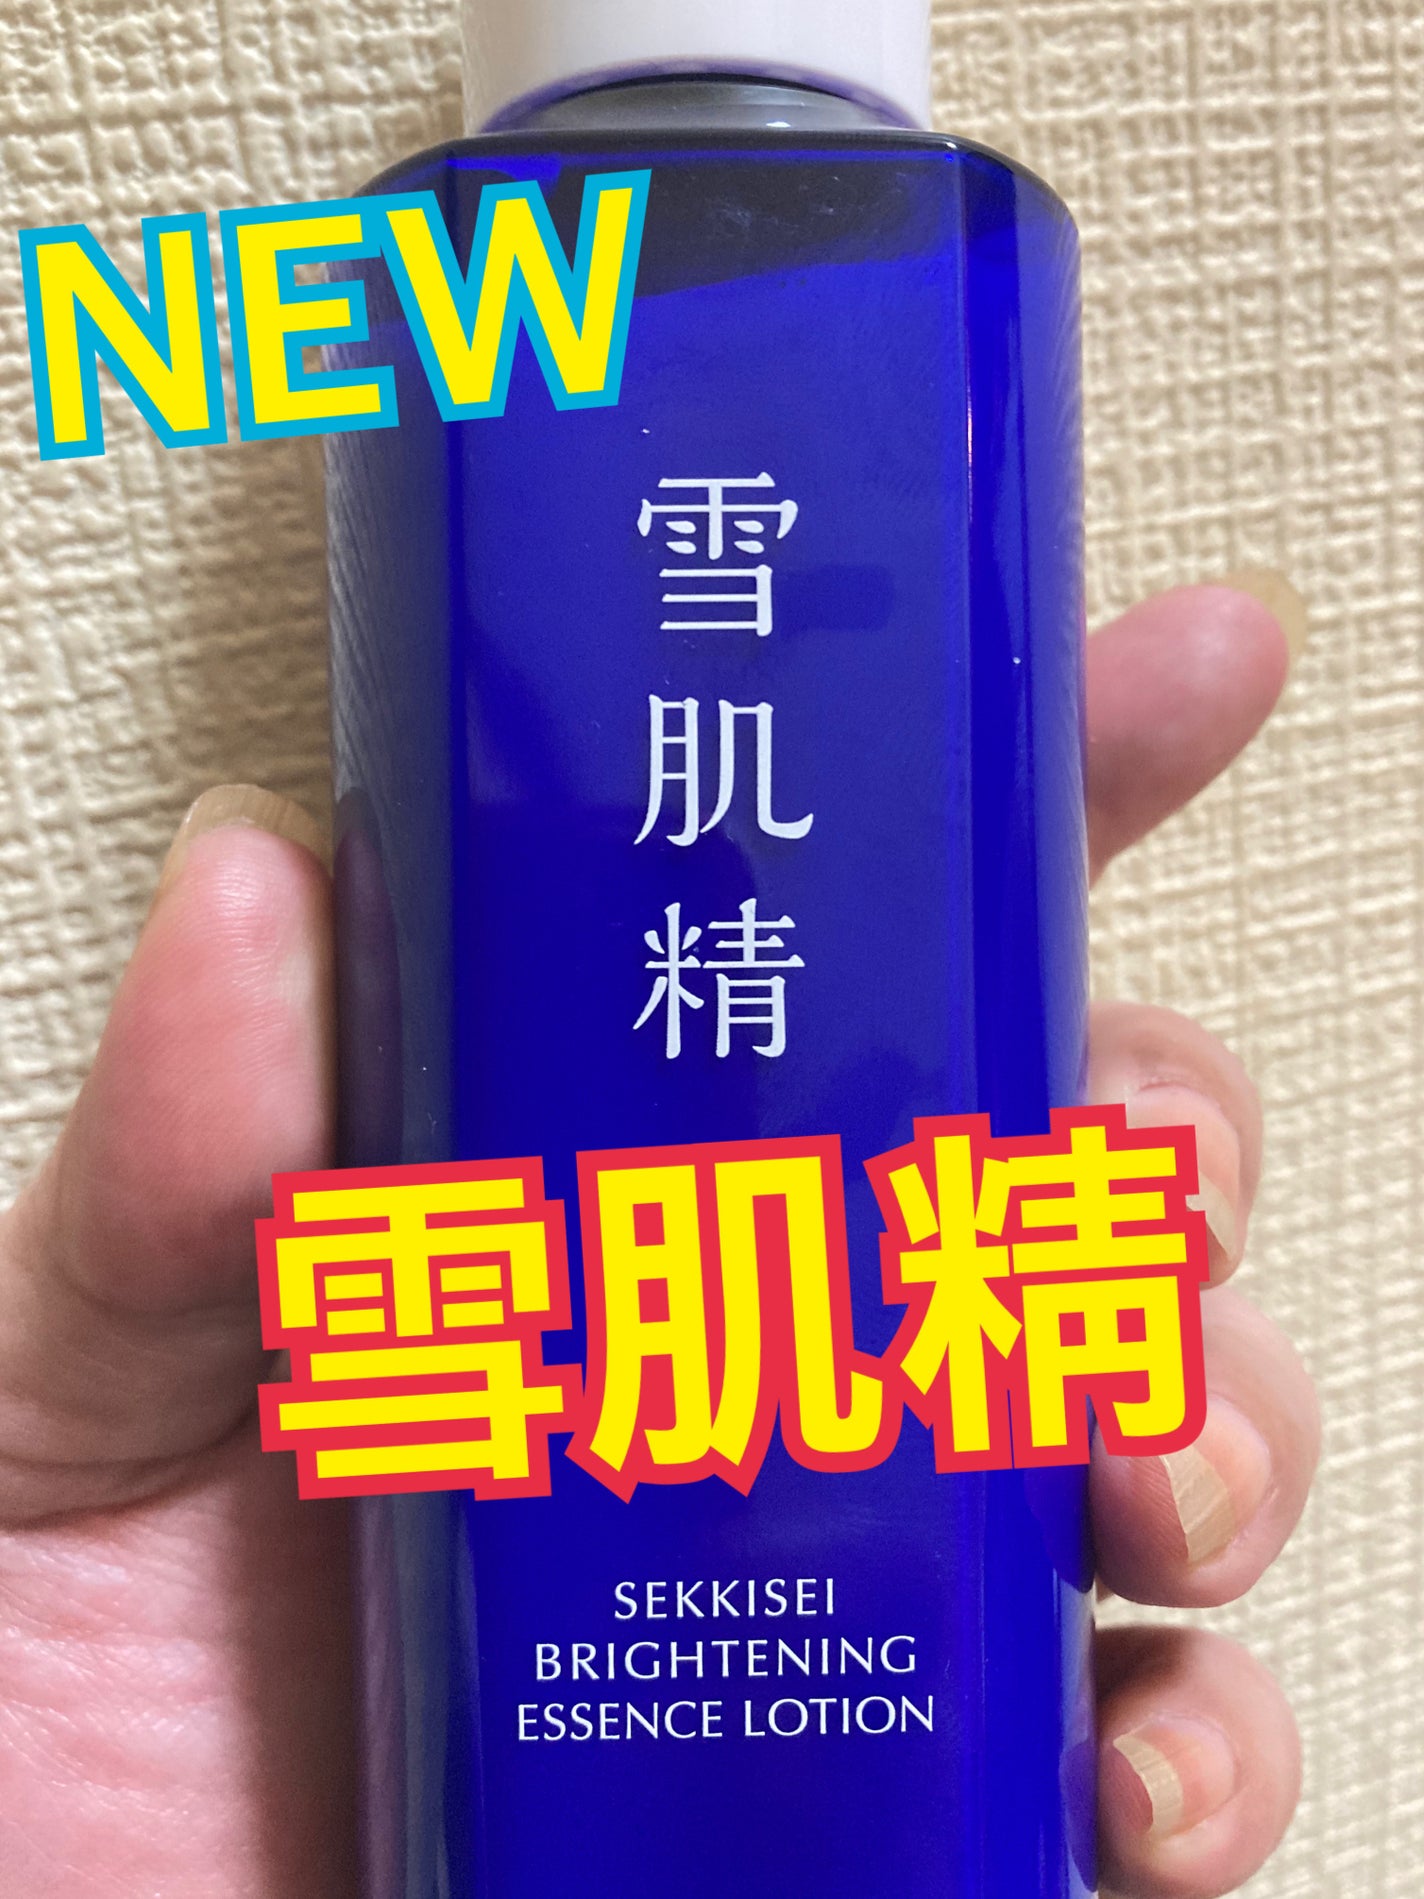 NEW
雪肌精
雪肌精
SEKKISEI
BRIGHTENING
ESSENCE LOTION